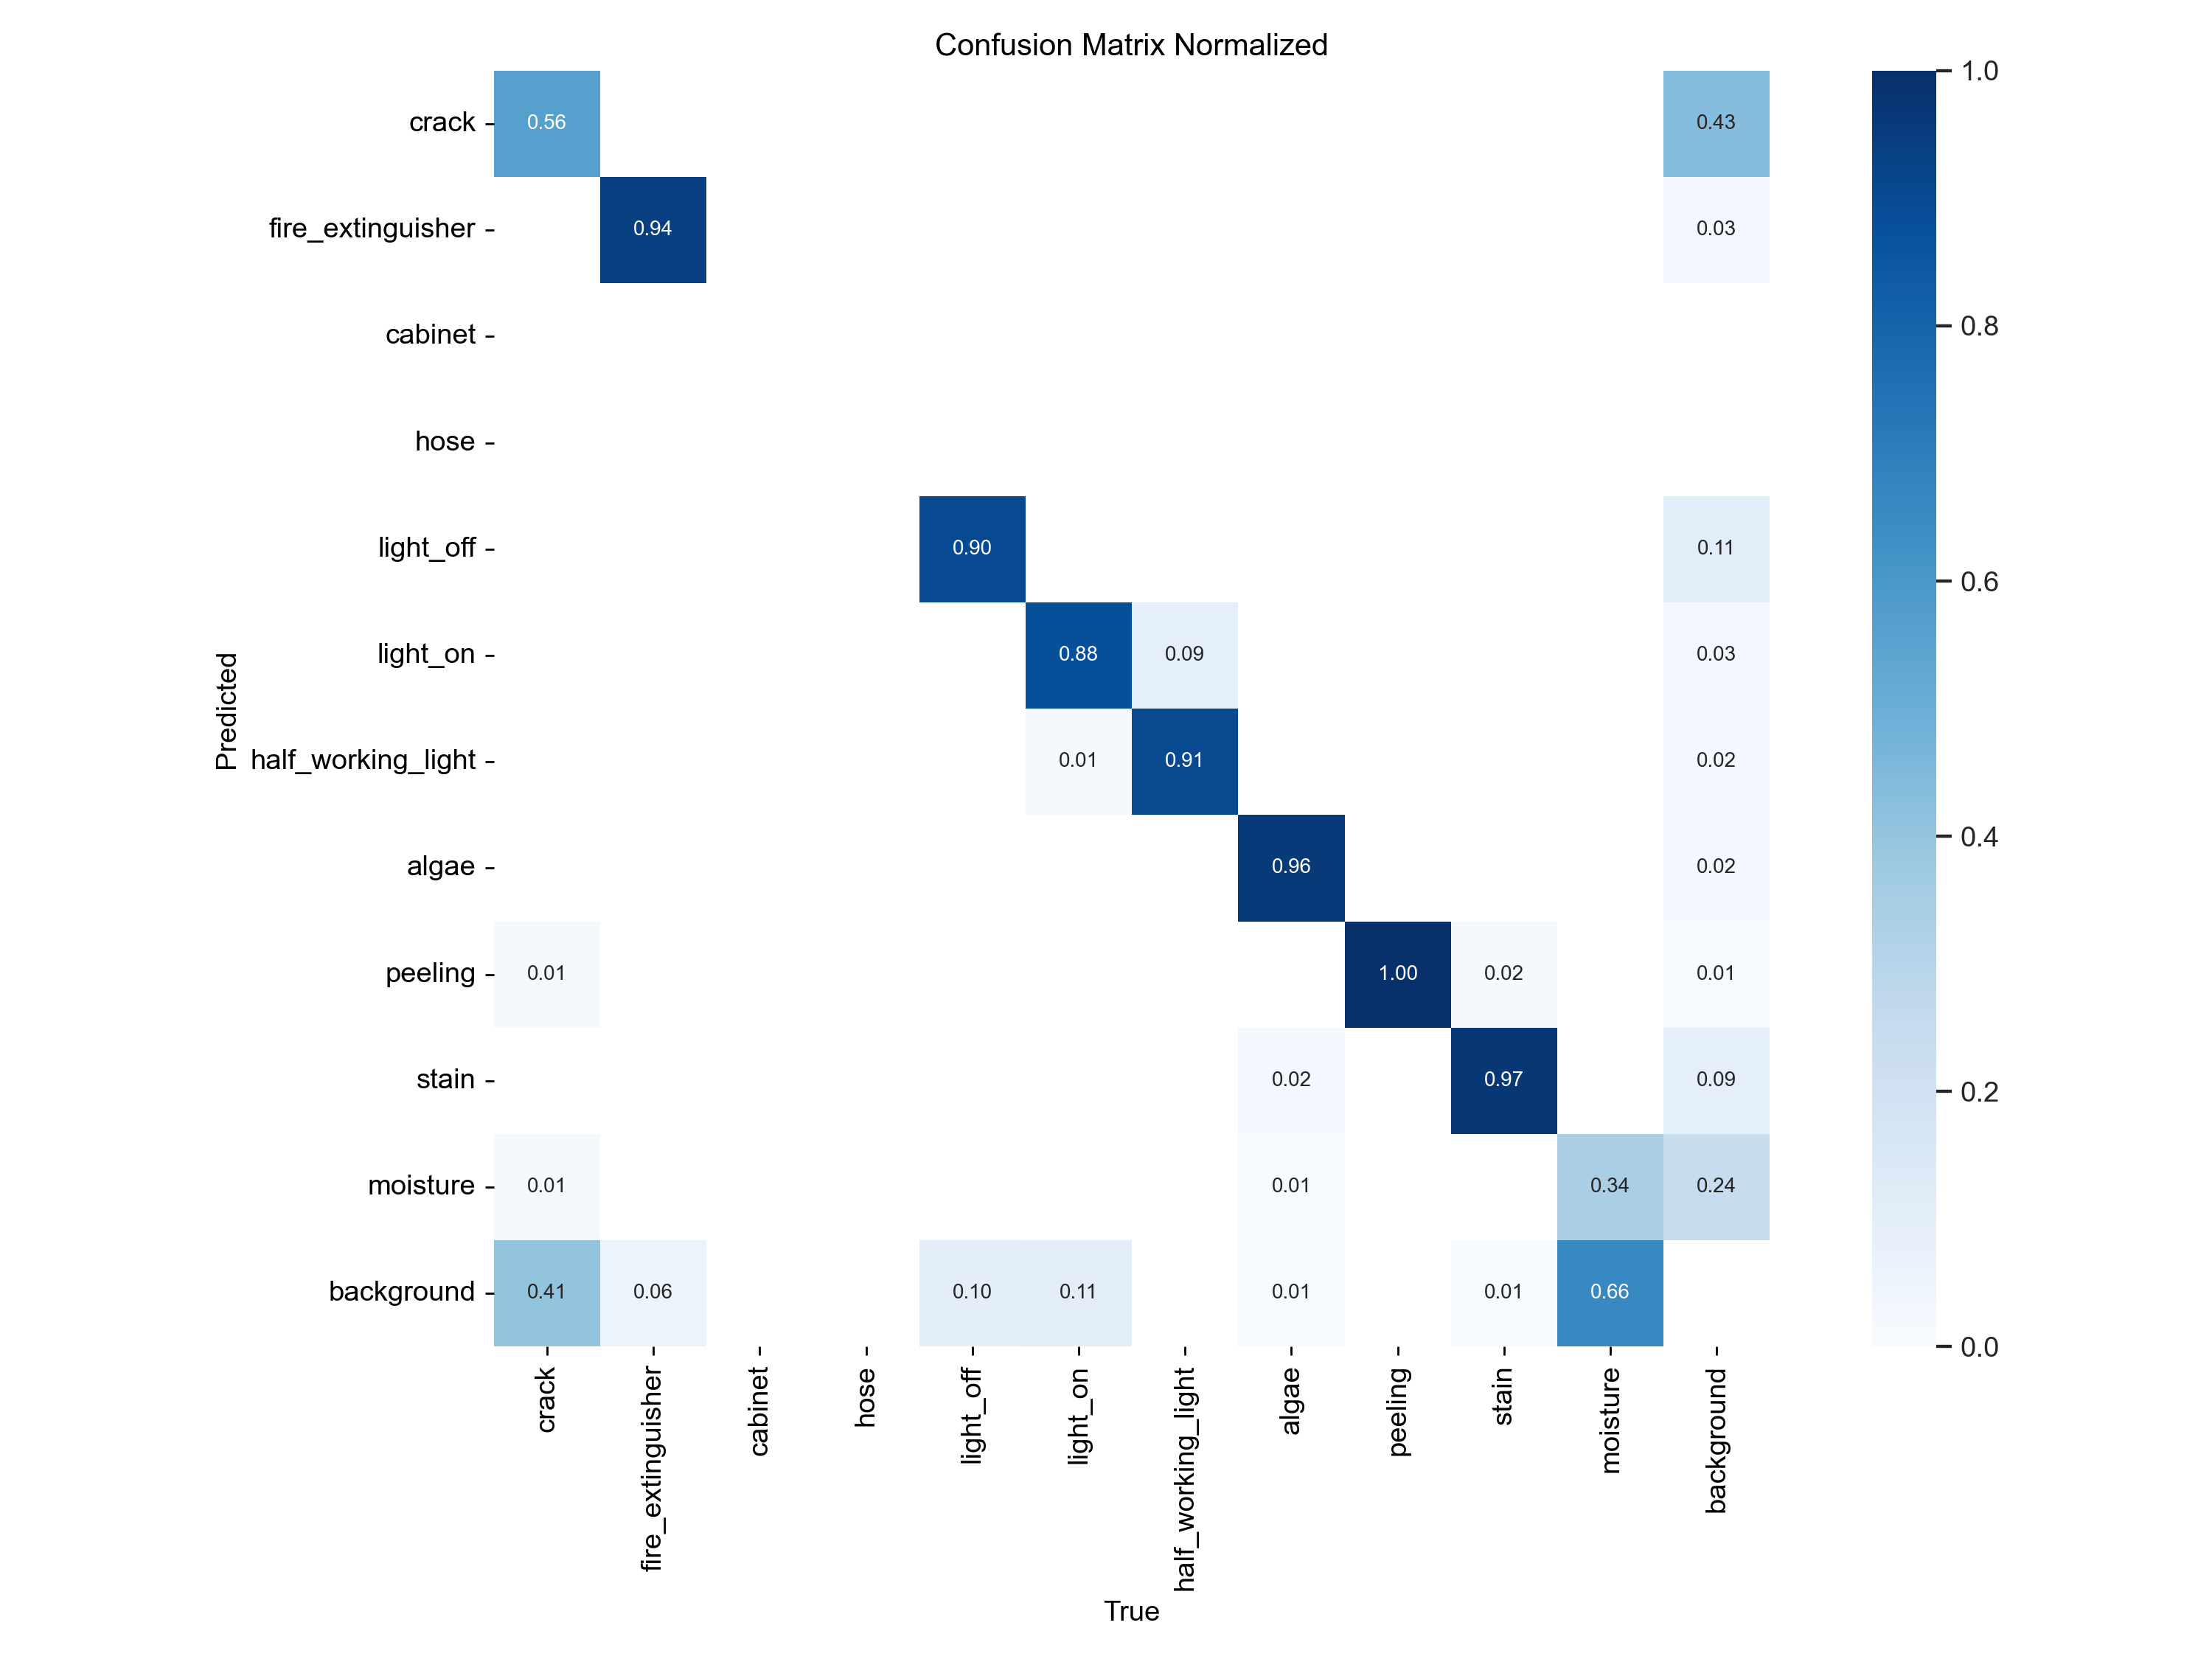 Confusion Matrix Normalized
crack 0.56 0.43
fire_extinguisher 0.94 0.03
cabinet
hose
light_off 0.90 0.11
light_on 0.88 0.09 0.03
half_working_light 0.01 0.91 0.02
algae 0.96 0.02
peeling 0.01 1.00 0.02 0.01
stain 0.02 0.97 0.09
moisture 0.01 0.01 0.34 0.24
background 0.41 0.06 0.10 0.11 0.01 0.01 0.66
Predicted
crack
fire_extinguisher
cabinet
hose
light_off
light_on
half_working_light
algae
peeling
stain
moisture
background
True
1.0
0.8
0.6
0.4
0.2
0.0